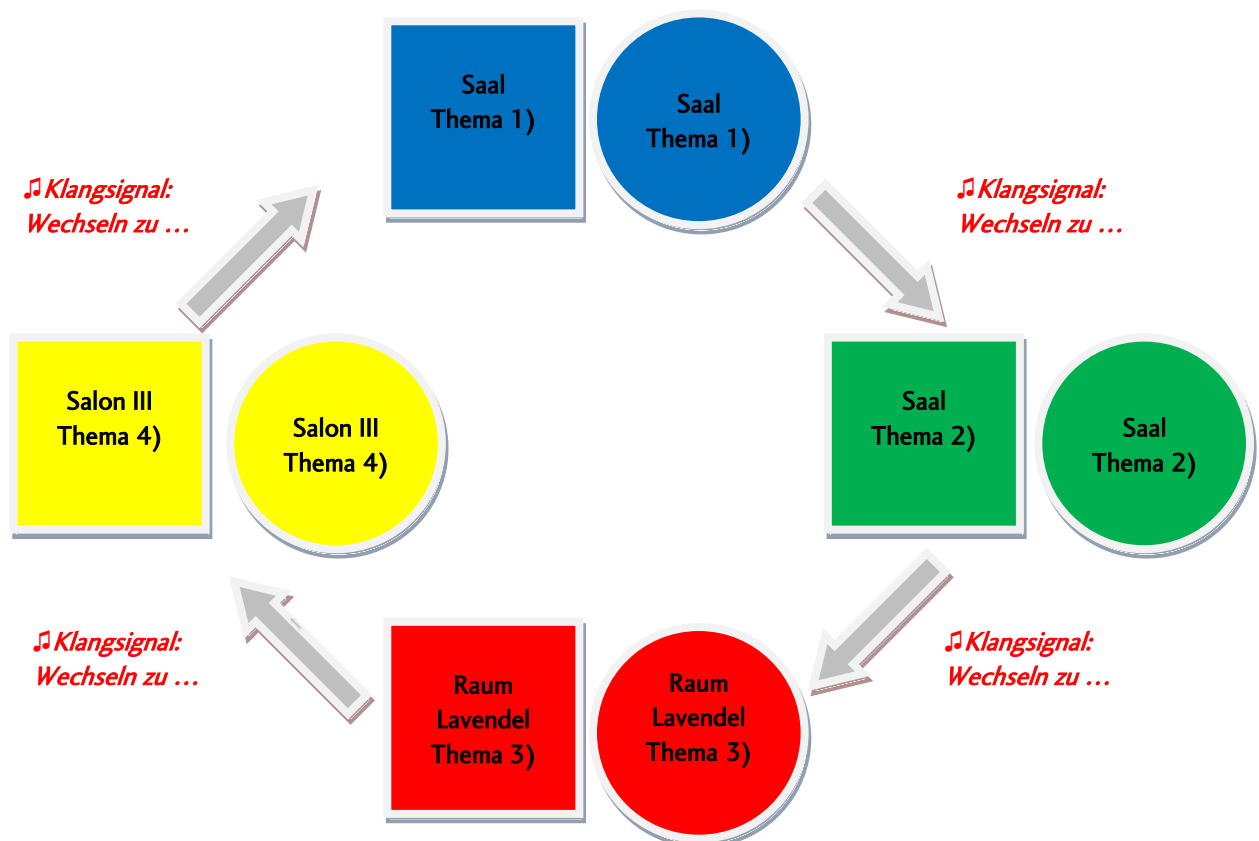 Saal
Thema 1)
Saal
Thema 1)
♫Klangsignal:
Wechseln zu …
♫Klangsignal:
Wechseln zu …
Salon III
Thema 4)
Salon III
Thema 4)
Saal
Thema 2)
Saal
Thema 2)
♫Klangsignal:
Wechseln zu …
♫Klangsignal:
Wechseln zu …
Raum
Lavendel
Thema 3)
Raum
Lavendel
Thema 3)